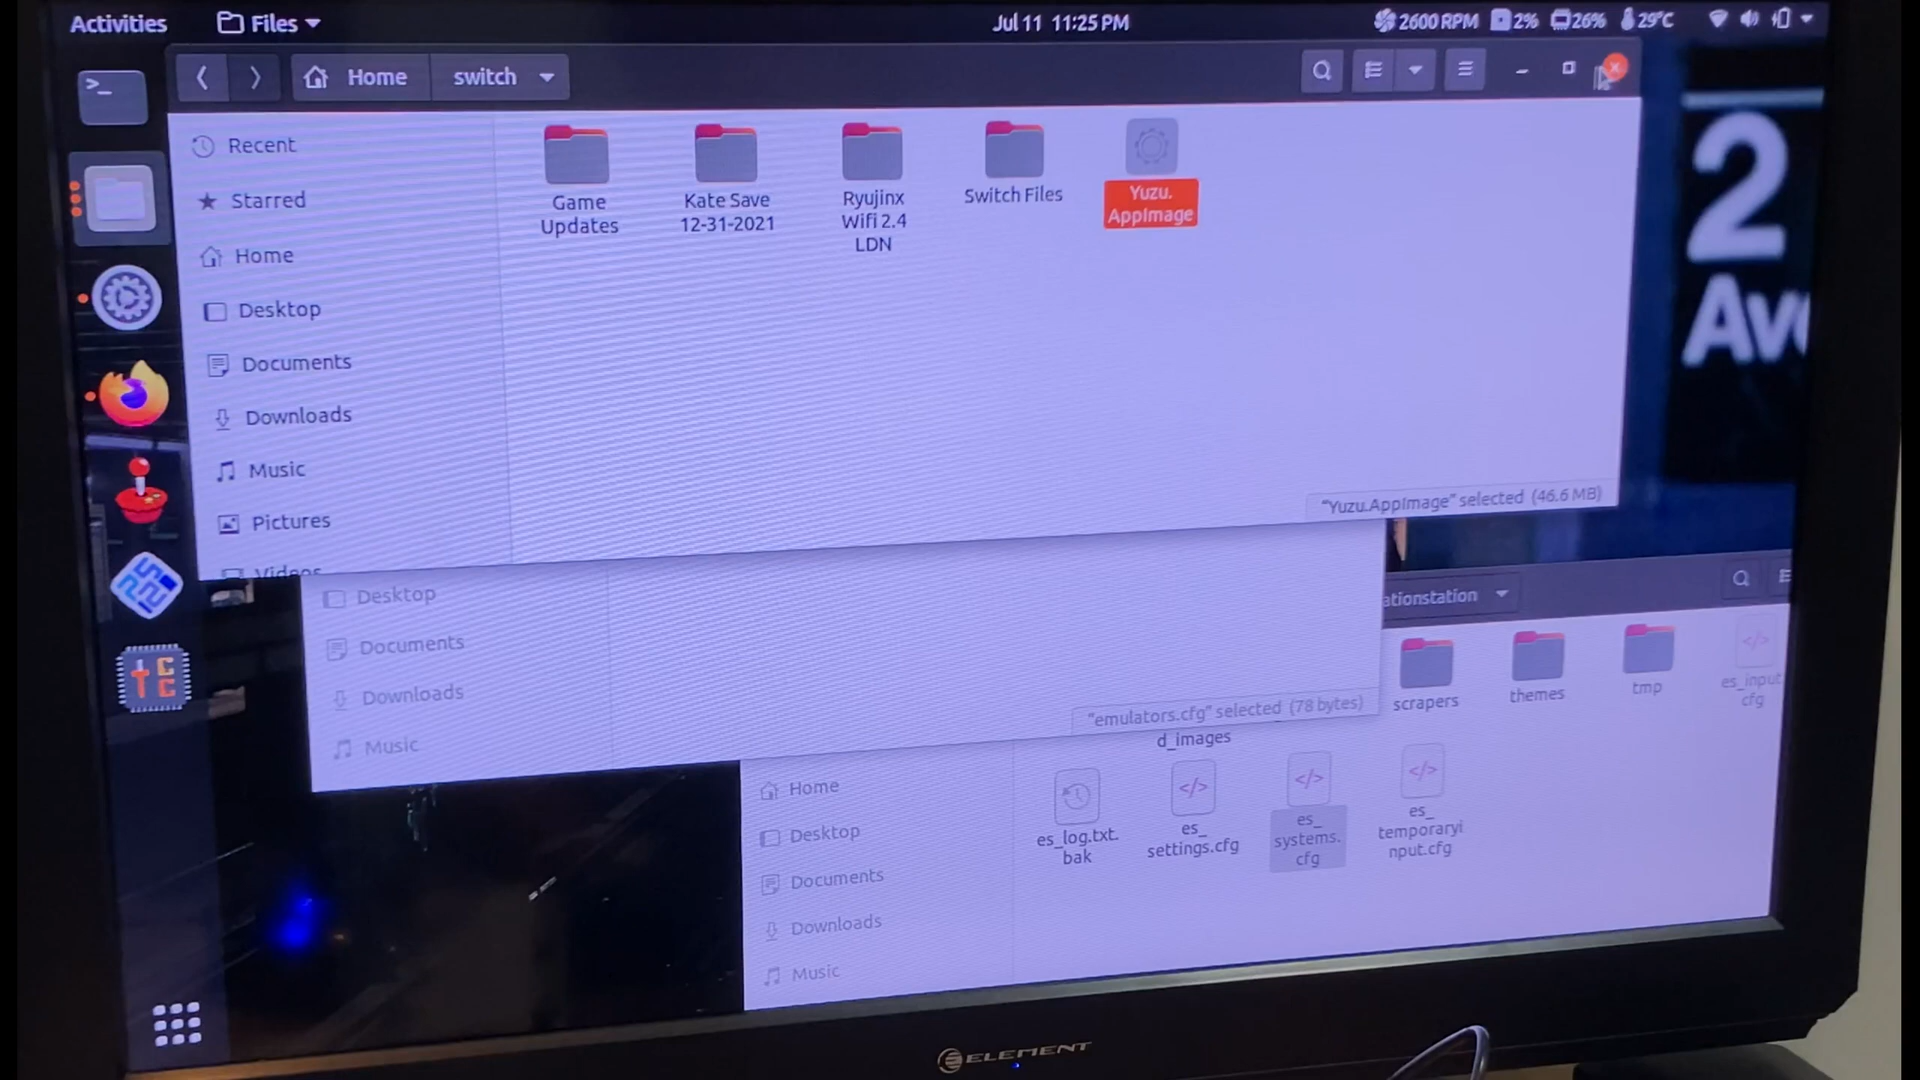 Activities
Files
Jul 11 11:25 PM
2600 RPM
2%
26%
29°C
Home
switch
Recent
Starred
Home
Desktop
Documents
Downloads
Music
Pictures
Videos
Game
Updates
Kate Save
12-31-2021
Ryujinx
Wifi 2.4
LDN
Switch Files
Yuzu.
AppImage
"Yuzu.AppImage" selected (46.6 MB)
2
Ave
Desktop
Documents
Downloads
Music
"emulators.cfg" selected (78 bytes)
ationstation
scrapers
themes
tmp
es_input.
cfg
d_images
Home
Desktop
Documents
Downloads
Music
es_log.txt.
bak
es_
settings.cfg
es_
systems.
cfg
es_
temporaryi
nput.cfg
ELEMENT